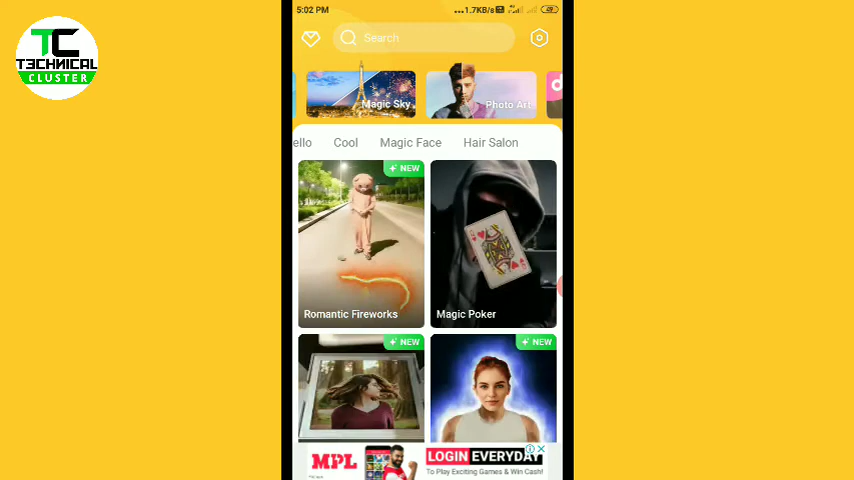 5:02 PM
...1.7KB/s
TC
TECHNICAL
CLUSTER
Search
Magic Sky
Photo Art
ello
Cool
Magic Face
Hair Salon
NEW
Romantic Fireworks
Magic Poker
NEW
NEW
MPL
LOGIN EVERYDAY
To Play Exciting Games & Win Cash!